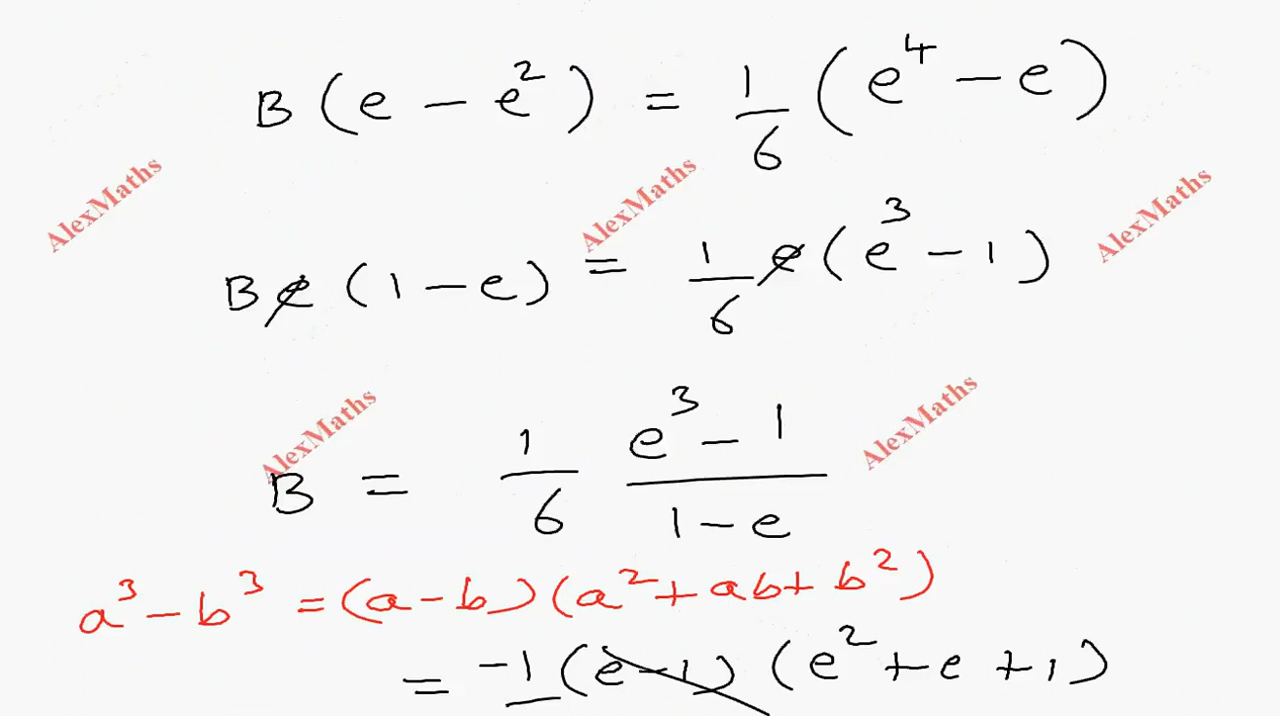 B(e - e²) = 1/6 (e⁴ - e)
AlexMaths AlexMaths AlexMaths
Be(1 - e) = 1/6 e(e³ - 1)
AlexMaths AlexMaths
B = 1/6 (e³ - 1)/(1 - e)
a³ - b³ = (a - b)(a² + ab + b²)
= -1 (e - 1)(e² + e + 1)